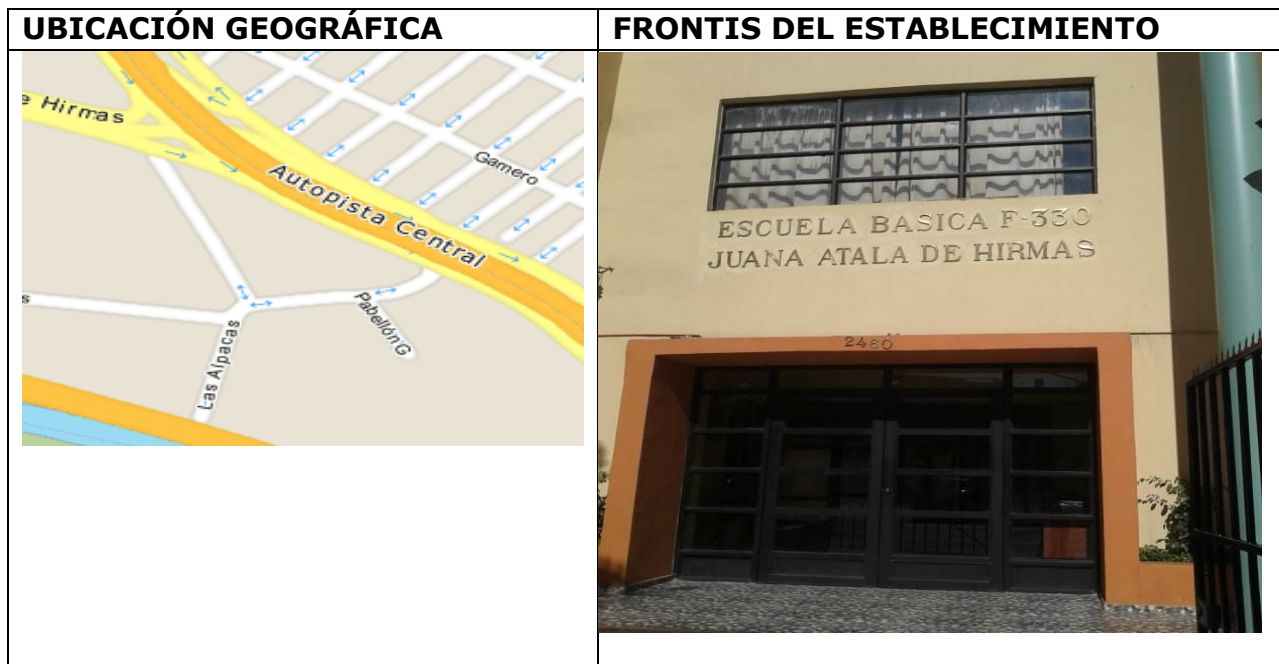 UBICACIÓN GEOGRÁFICA
FRONTIS DEL ESTABLECIMIENTO
e Hirmas
Gamero
Autopista Central
s
Pabellón G
Las Alpacas
ESCUELA BASICA F-330
JUANA ATALA DE HIRMAS
2460